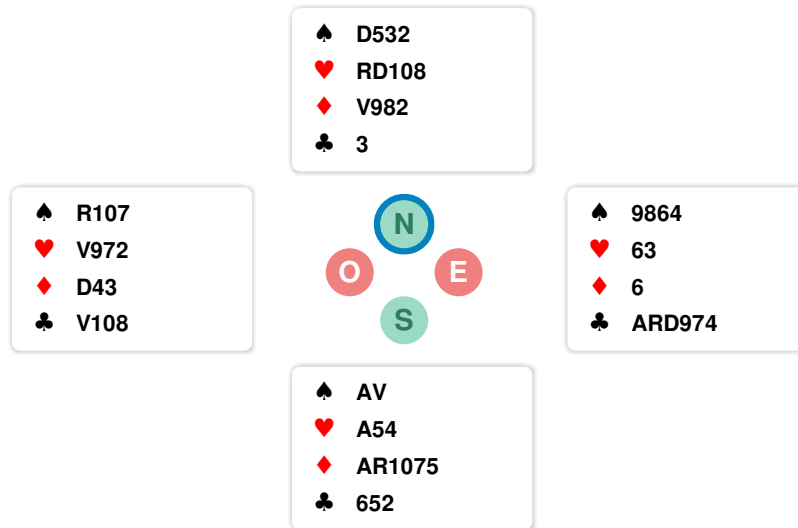 ♠ D532
♥ RD108
♦ V982
♣ 3
♠ R107
♥ V972
♦ D43
♣ V108
N
O E
S
♠ 9864
♥ 63
♦ 6
♣ ARD974
♠ AV
♥ A54
♦ AR1075
♣ 652